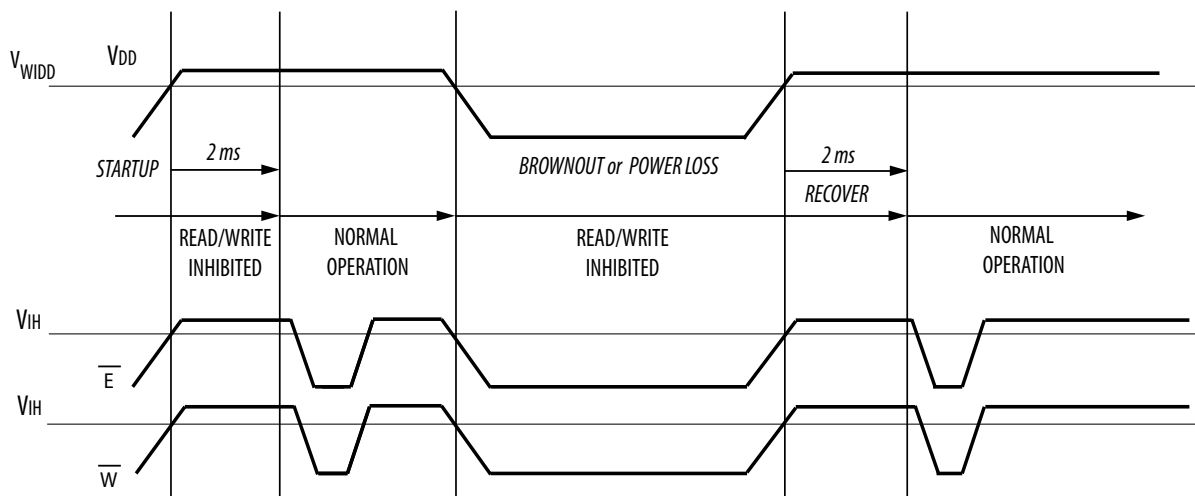 VWIDD VDD
STARTUP 2 ms BROWNOUT or POWER LOSS 2 ms
RECOVER
READ/WRITE INHIBITED
NORMAL OPERATION
READ/WRITE INHIBITED
NORMAL OPERATION
VIH
E
VIH
W